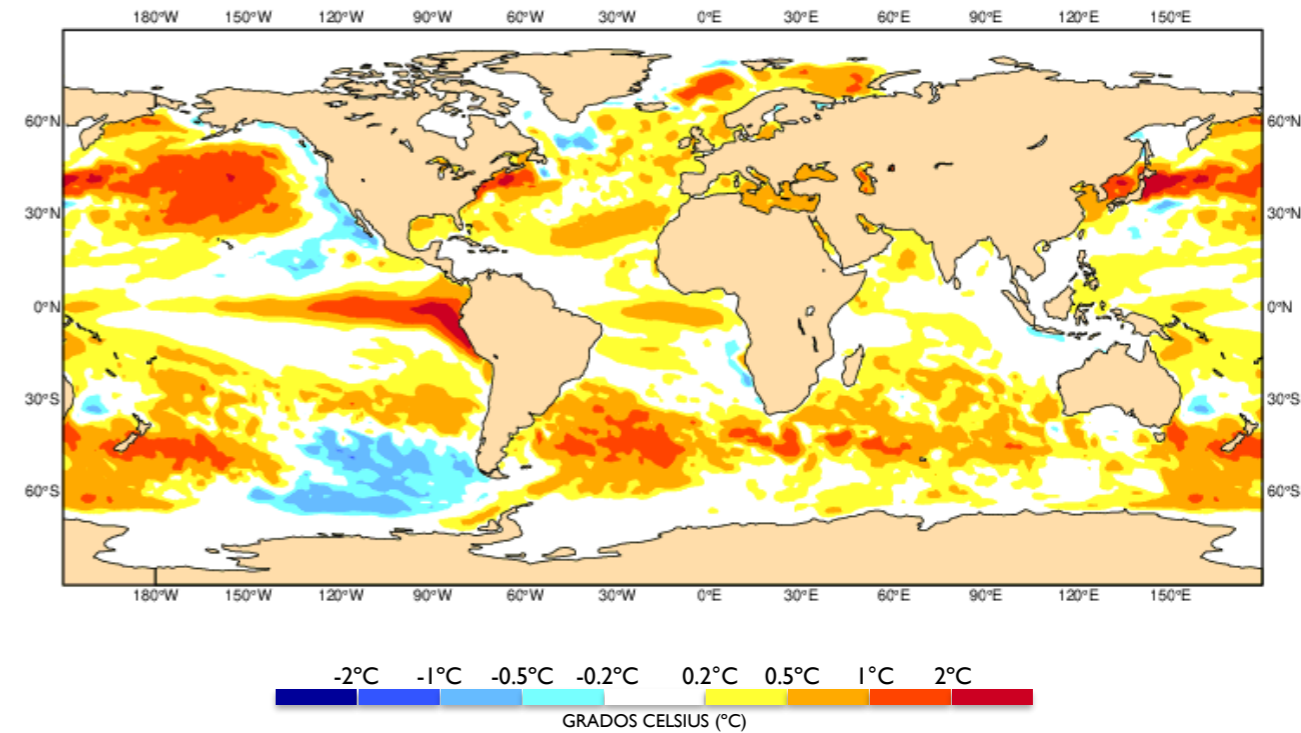 180°W 150°W 120°W 90°W 60°W 30°W 0°E 30°E 60°E 90°E 120°E 150°E
60°N 60°N
30°N 30°N
0°N 0°N
30°S 30°S
60°S 60°S
180°W 150°W 120°W 90°W 60°W 30°W 0°E 30°E 60°E 90°E 120°E 150°E
-2°C -1°C -0.5°C -0.2°C 0.2°C 0.5°C 1°C 2°C
GRADOS CELSIUS (°C)